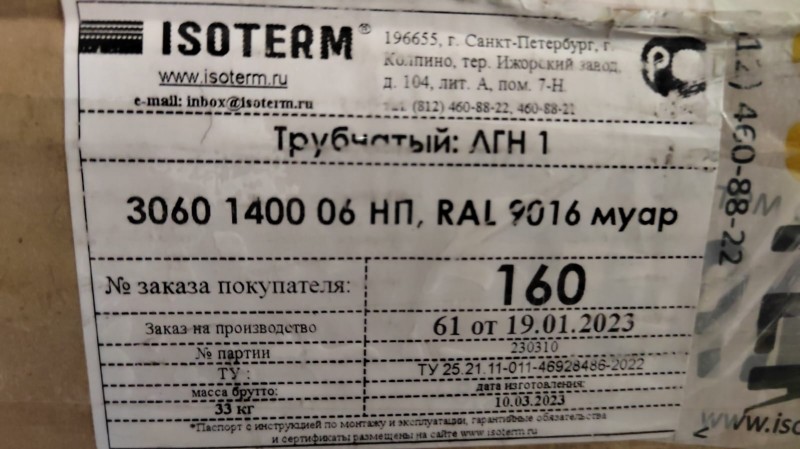 ISOTERM®
www.isoterm.ru
e-mail: inbox@isoterm.ru
196655, г. Санкт-Петербург, г.
Колпино, тер. Ижорский завод,
д. 104, лит. А, пом. 7-Н
тел. (812) 460-88-22, 460-88-21
Трубчатый: ЛГН 1
3060 1400 06 НП, RAL 9016 муар
№ заказа покупателя: 160
Заказ на производство 61 от 19.01.2023
№ партии 230310
ТУ : ТУ 25.21.11-011-46928486-2022
масса брутто: дата изготовления:
33 кг 10.03.2023
*Паспорт с инструкцией по монтажу и эксплуатации, гарантийные обязательства
и сертификаты размещены на сайте www.isoterm.ru
12) 460-88-22
www.iso